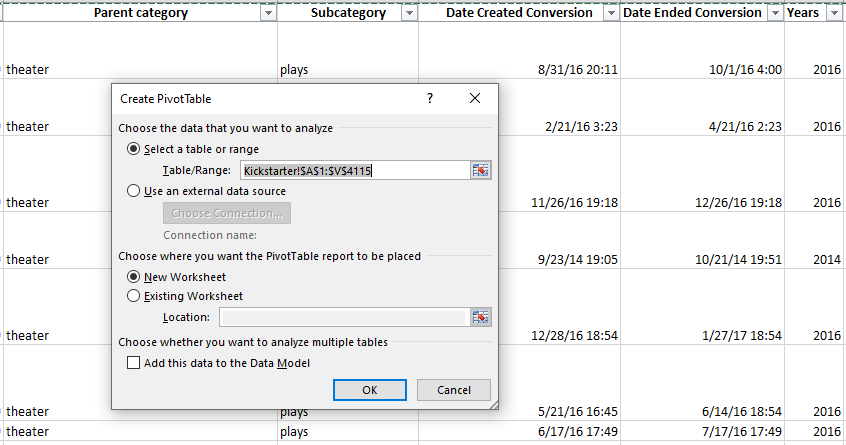 Parent category Subcategory Date Created Conversion Date Ended Conversion Years
theater plays 8/31/16 20:11 10/1/16 4:00 2016
Create PivotTable ? ×
Choose the data that you want to analyze
theater 2/21/16 3:23 4/21/16 2:23 2016
Select a table or range
Table/Range: Kickstarter!$A$1:$V$4115
Use an external data source
theater Choose Connection... 11/26/16 19:18 12/26/16 19:18 2016
Connection name:
Choose where you want the PivotTable report to be placed
theater 9/23/14 19:05 10/21/14 19:51 2014
New Worksheet
Existing Worksheet
Location:
theater 12/28/16 18:54 1/27/17 18:54 2016
Choose whether you want to analyze multiple tables
Add this data to the Data Model
OK Cancel
theater plays 5/21/16 16:45 6/14/16 18:54 2016
theater plays 6/17/16 17:49 7/17/16 17:49 2016